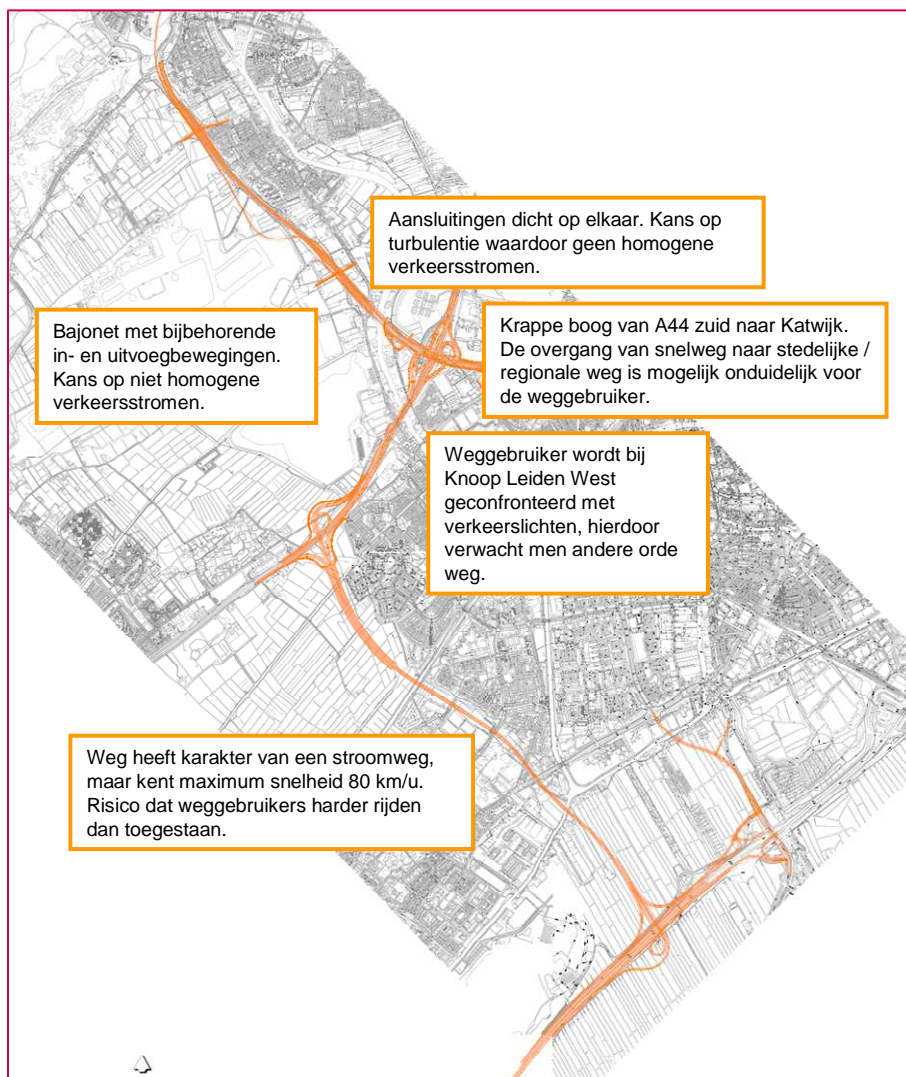 Aansluitingen dicht op elkaar. Kans op
turbulentie waardoor geen homogene
verkeersstromen.
Bajonet met bijbehorende
in- en uitvoegbewegingen.
Kans op niet homogene
verkeersstromen.
Krappe boog van A44 zuid naar Katwijk.
De overgang van snelweg naar stedelijke /
regionale weg is mogelijk onduidelijk voor
de weggebruiker.
Weggebruiker wordt bij
Knoop Leiden West
geconfronteerd met
verkeerslichten, hierdoor
verwacht men andere orde
weg.
Weg heeft karakter van een stroomweg,
maar kent maximum snelheid 80 km/u.
Risico dat weggebruikers harder rijden
dan toegestaan.